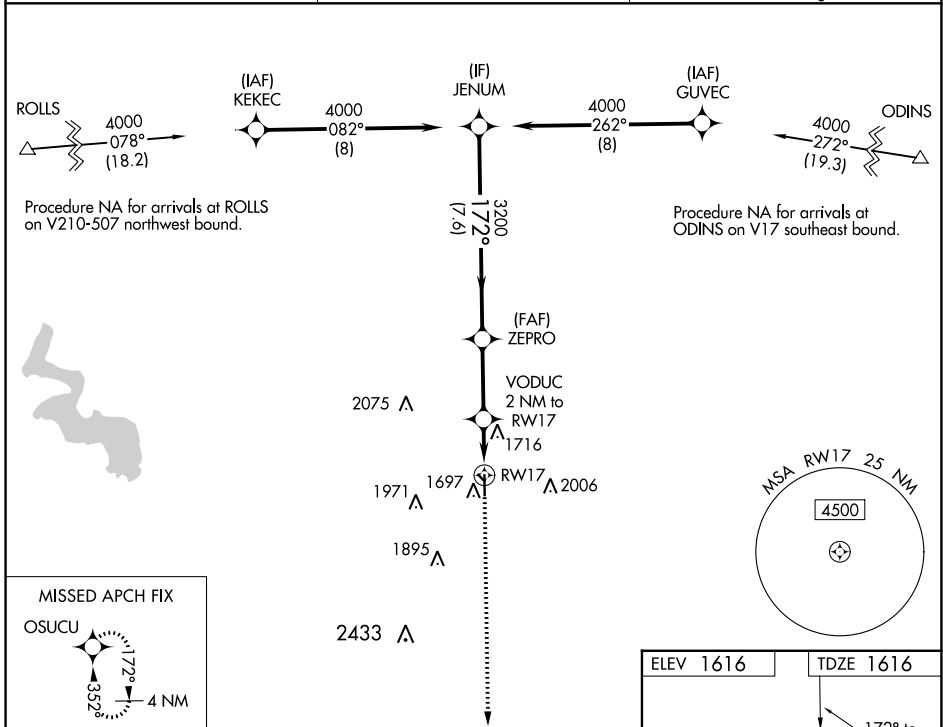 (IAF)
KEKEC
(IF)
JENUM
(IAF)
GUVEC
ROLLS
4000
078°
(18.2)
4000
082°
(8)
4000
262°
(8)
ODINS
4000
272°
(19.3)
Procedure NA for arrivals at ROLLS
on V210-507 northwest bound.
Procedure NA for arrivals at
ODINS on V17 southeast bound.
3200
172°
(7.6)
(FAF)
ZEPRO
VODUC
2 NM to
RW17
2075
1716
RW17
1697
2006
1971
1895
2433
MSA RW17 25 NM
4500
MISSED APCH FIX
OSUCU
172°
352°
4 NM
ELEV 1616
TDZE 1616
172° to